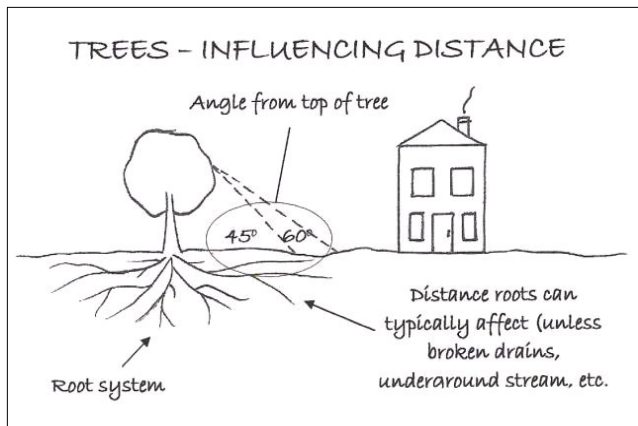 TREES – INFLUENCING DISTANCE
Angle from top of tree
45° 60°
Distance roots can
typically affect (unless
broken drains,
underground stream, etc.
Root system